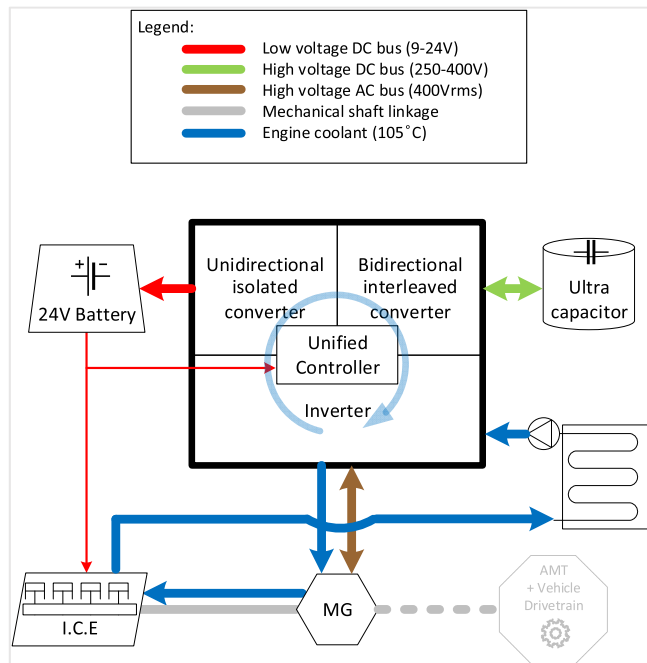 Legend:
Low voltage DC bus (9-24V)
High voltage DC bus (250-400V)
High voltage AC bus (400Vrms)
Mechanical shaft linkage
Engine coolant (105˚C)
+ −
24V Battery
Unidirectional
isolated
converter
Bidirectional
interleaved
converter
Ultra
capacitor
Unified
Controller
Inverter
I.C.E
MG
AMT
+ Vehicle
Drivetrain